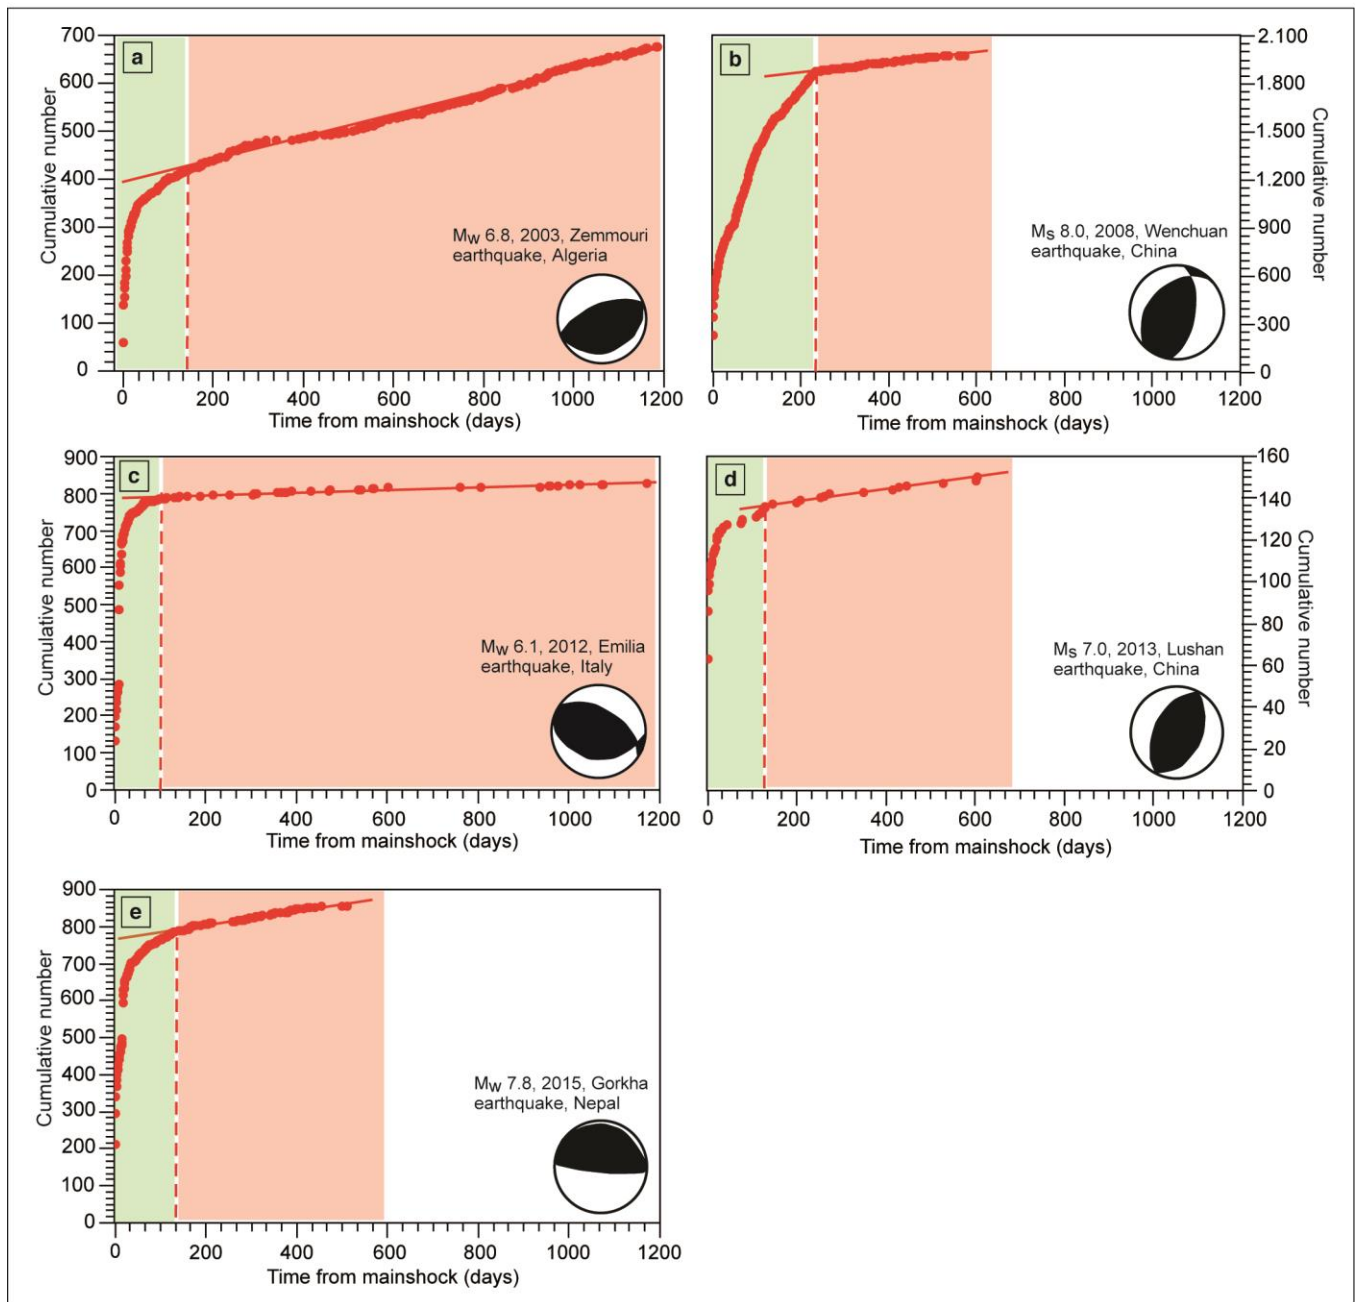 a
700
600
500
400
300
200
100
0
Cumulative number
0 200 400 600 800 1000 1200
Time from mainshock (days)
Mw 6.8, 2003, Zemmouri
earthquake, Algeria
b
2.100
1.800
1.500
1.200
900
600
300
0
Cumulative number
0 200 400 600 800 1000 1200
Time from mainshock (days)
Ms 8.0, 2008, Wenchuan
earthquake, China
c
900
800
700
600
500
400
300
200
100
0
Cumulative number
0 200 400 600 800 1000 1200
Time from mainshock (days)
Mw 6.1, 2012, Emilia
earthquake, Italy
d
160
140
120
100
80
60
40
20
0
Cumulative number
0 200 400 600 800 1000 1200
Time from mainshock (days)
Ms 7.0, 2013, Lushan
earthquake, China
e
900
800
700
600
500
400
300
200
100
0
Cumulative number
0 200 400 600 800 1000 1200
Time from mainshock (days)
Mw 7.8, 2015, Gorkha
earthquake, Nepal